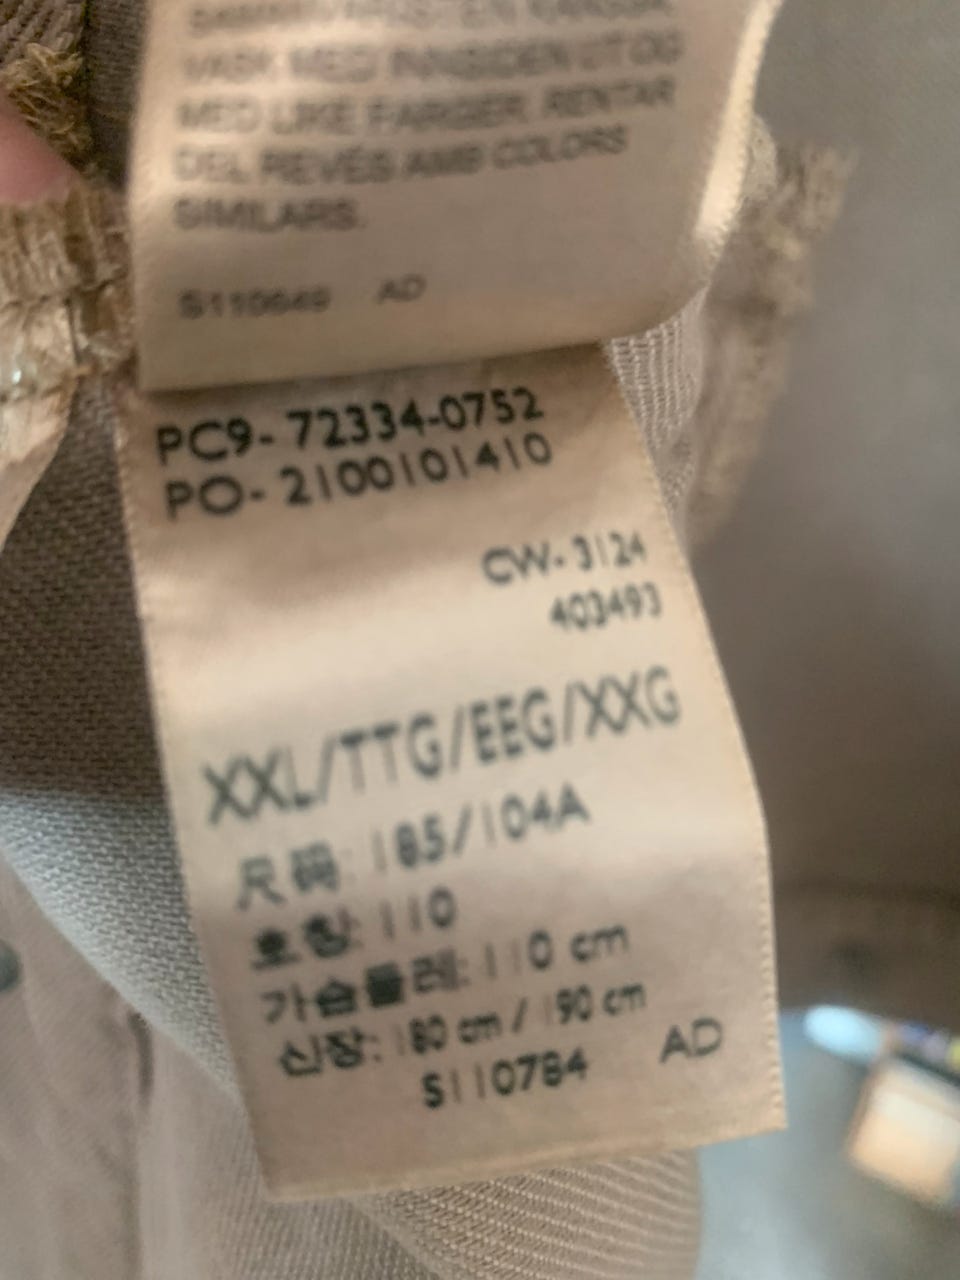 VASK MED INNSIDEN UT OG
MED LIKE FARGER. RENTAR
DEL REVÉS AMB COLORS
SIMILARS.
S110649 AD
PC9- 72334-0752
PO- 2100101410
CW- 3124
403493
XXL/TTG/EEG/XXG
尺码: 185/104A
호칭: 110
가슴둘레: 110 cm
신장: 180 cm / 190 cm
S110784 AD